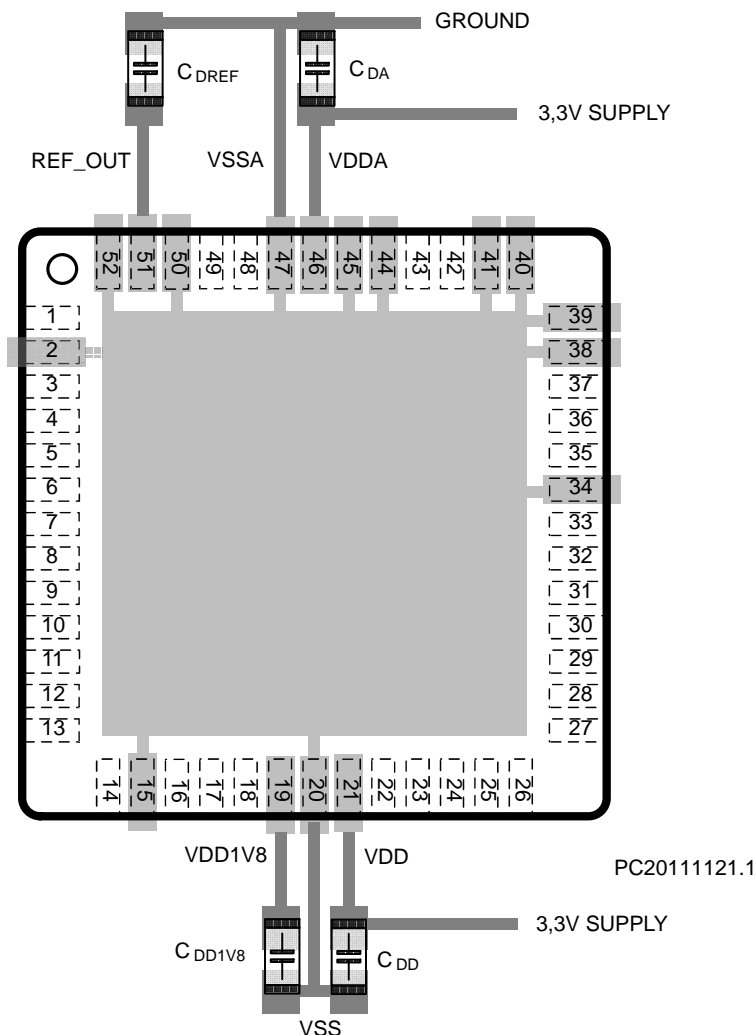 GROUND
C DREF
C DA
3,3V SUPPLY
REF_OUT
VSSA
VDDA
52 51 50 49 48 47 46 45 44 43 42 41 40
1
2
3
4
5
6
7
8
9
10
11
12
13
39
38
37
36
35
34
33
32
31
30
29
28
27
14 15 16 17 18 19 20 21 22 23 24 25 26
VDD1V8
VDD
PC20111121.1
3,3V SUPPLY
C DD1V8
C DD
VSS